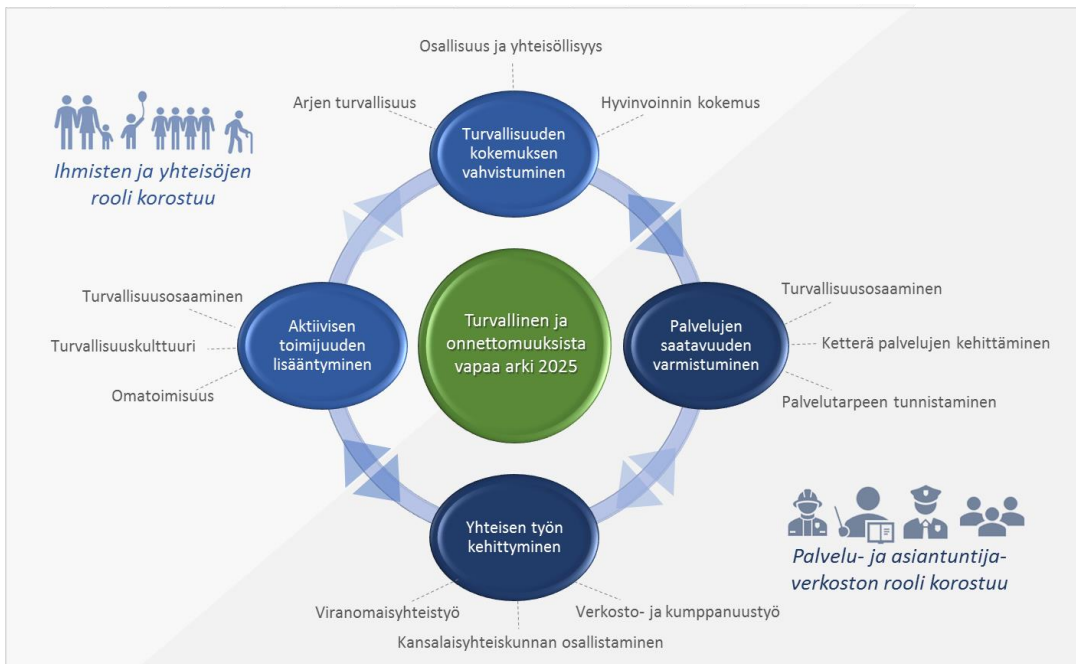 Osallisuus ja yhteisöllisyys
Arjen turvallisuus
Hyvinvoinnin kokemus
Turvallisuuden
kokemuksen
vahvistuminen
Ihmisten ja yhteisöjen
rooli korostuu
Turvallisuusosaaminen
Turvallisuuskulttuuri
Omatoimisuus
Aktiivisen
toimijuuden
lisääntyminen
Turvallinen ja
onnettomuuksista
vapaa arki 2025
Palvelujen
saatavuuden
varmistuminen
Turvallisuusosaaminen
Ketterä palvelujen kehittäminen
Palvelutarpeen tunnistaminen
Yhteisen työn
kehittyminen
Palvelu- ja asiantuntija-
verkoston rooli korostuu
Viranomaisyhteistyö
Verkosto- ja kumppanuustyö
Kansalaisyhteiskunnan osallistaminen